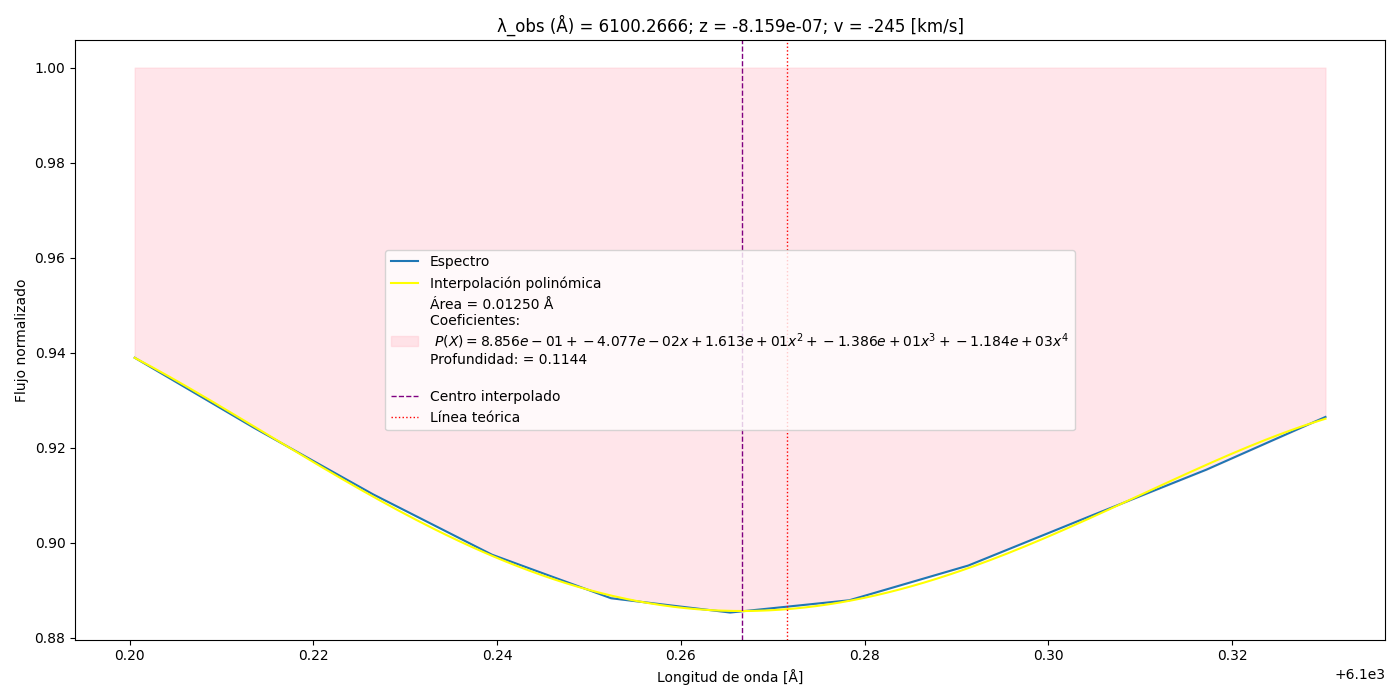 λ_obs (Å) = 6100.2666; z = -8.159e-07; v = -245 [km/s]
Flujo normalizado
1.00
0.98
0.96
0.94
0.92
0.90
0.88
Espectro
Interpolación polinómica
Área = 0.01250 Å
Coeficientes:
P(X) = 8.856e − 01 + −4.077e − 02x + 1.613e + 01x² + −1.386e + 01x³ + −1.184e + 03x⁴
Profundidad: = 0.1144
Centro interpolado
Línea teórica
0.20 0.22 0.24 0.26 0.28 0.30 0.32
+6.1e3
Longitud de onda [Å]